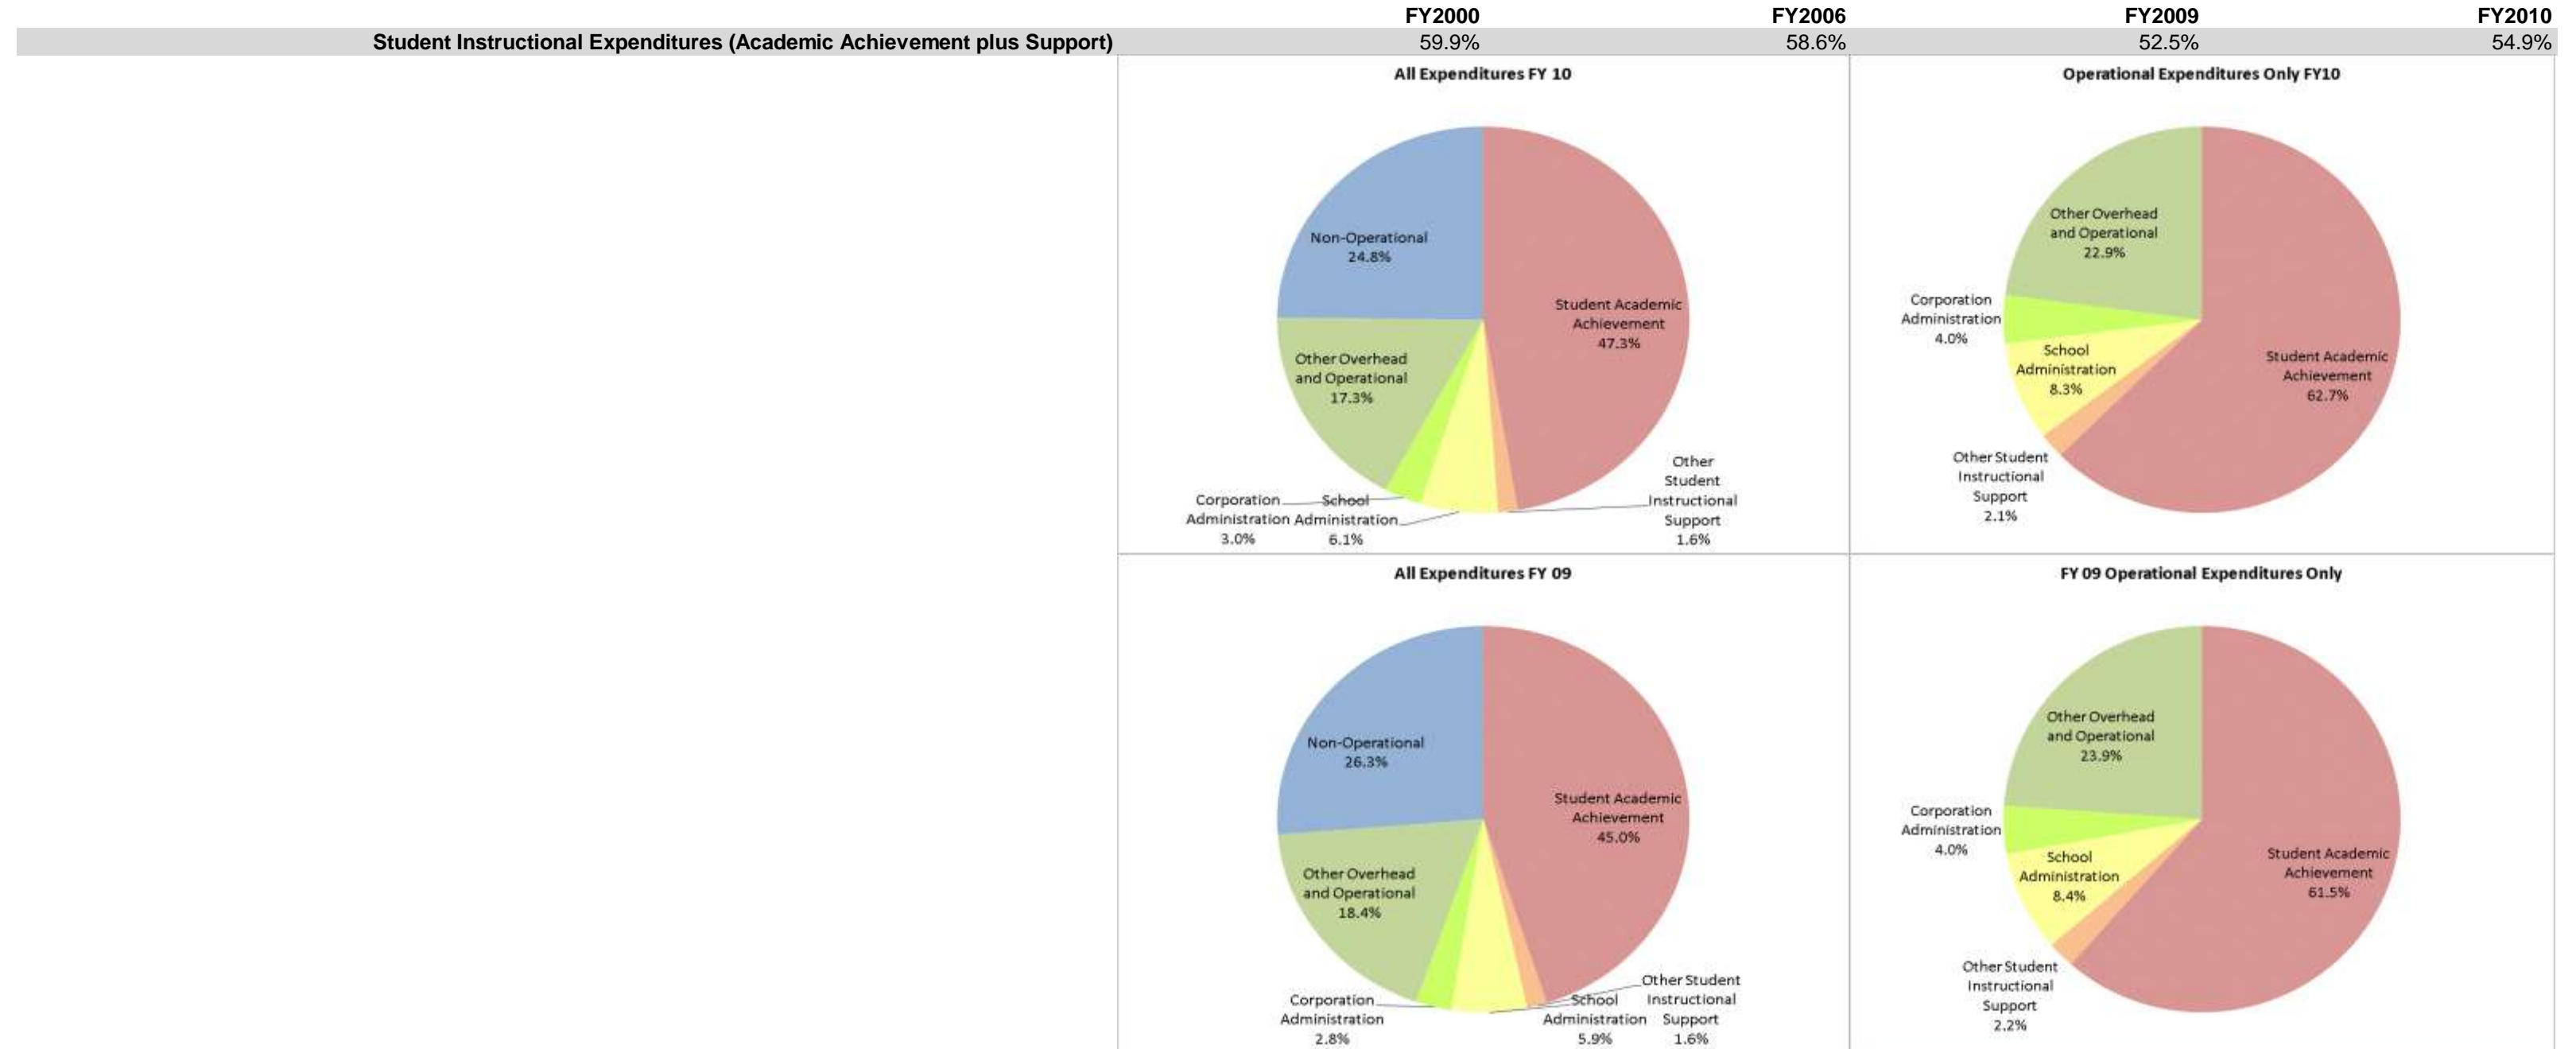 FY2000 FY2006 FY2009 FY2010
Student Instructional Expenditures (Academic Achievement plus Support) 59.9% 58.6% 52.5% 54.9%
All Expenditures FY 10
Non-Operational
24.8%
Student Academic
Achievement
47.3%
Other Overhead
and Operational
17.3%
Corporation
Administration
3.0%
School
Administration
6.1%
Other
Student
Instructional
Support
1.6%
Operational Expenditures Only FY10
Other Overhead
and Operational
22.9%
Corporation
Administration
4.0%
School
Administration
8.3%
Student Academic
Achievement
62.7%
Other Student
Instructional
Support
2.1%
All Expenditures FY 09
Non-Operational
26.3%
Student Academic
Achievement
45.0%
Other Overhead
and Operational
18.4%
Corporation
Administration
2.8%
School
Administration
5.9%
Other Student
Instructional
Support
1.6%
FY 09 Operational Expenditures Only
Other Overhead
and Operational
23.9%
Corporation
Administration
4.0%
School
Administration
8.4%
Student Academic
Achievement
61.5%
Other Student
Instructional
Support
2.2%